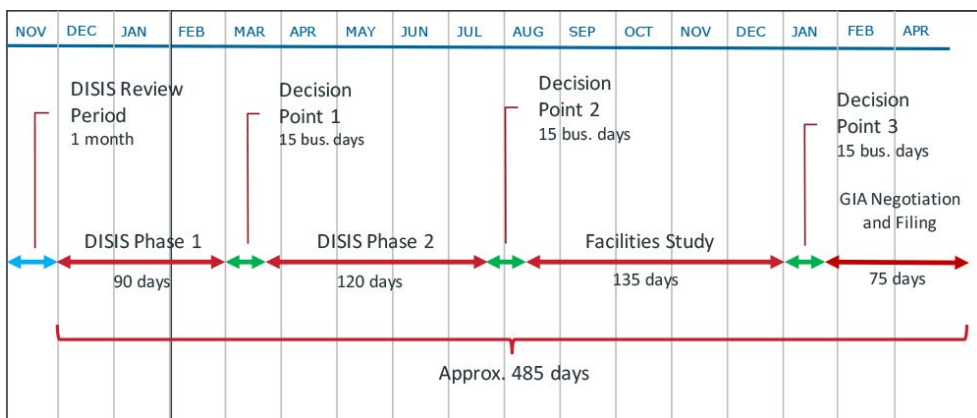 NOV DEC JAN FEB MAR APR MAY JUN JUL AUG SEP OCT NOV DEC JAN FEB APR
DISIS Review
Period
1 month
Decision
Point 1
15 bus. days
Decision
Point 2
15 bus. days
Decision
Point 3
15 bus. days
GIA Negotiation
and Filing
DISIS Phase 1
DISIS Phase 2
Facilities Study
90 days
120 days
135 days
75 days
Approx. 485 days